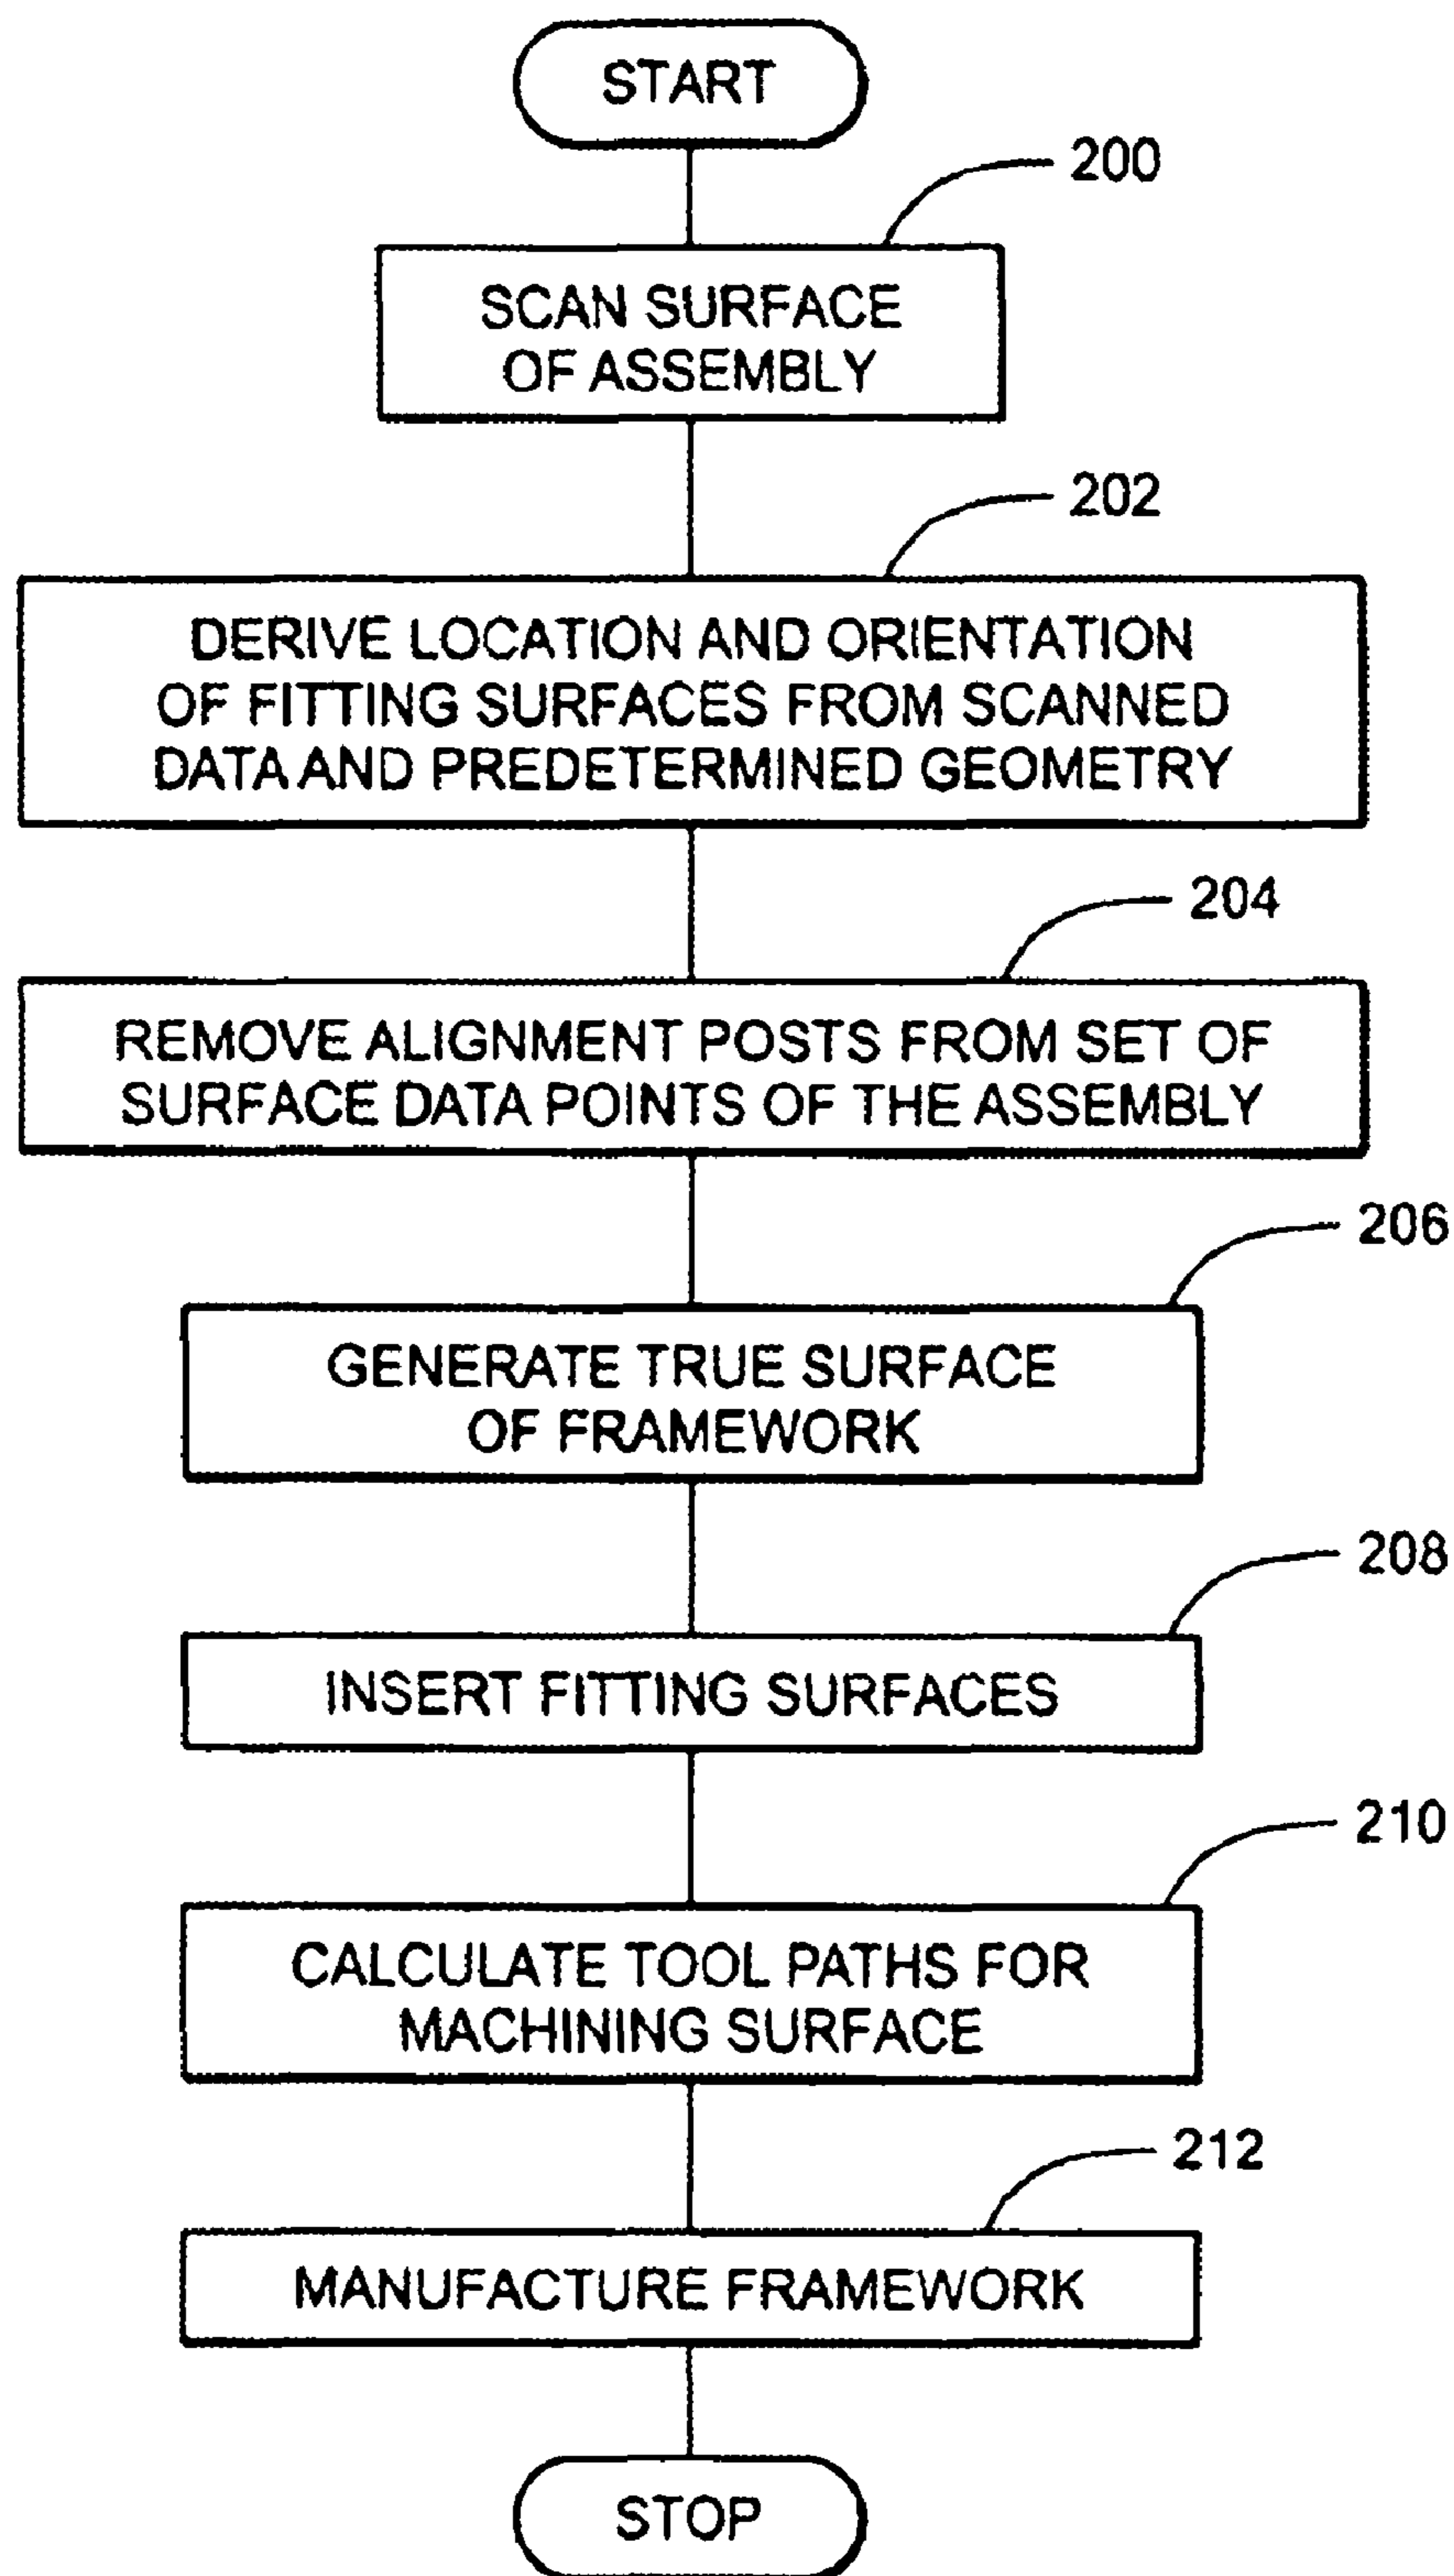 START
200
SCAN SURFACE
OF ASSEMBLY
202
DERIVE LOCATION AND ORIENTATION
OF FITTING SURFACES FROM SCANNED
DATA AND PREDETERMINED GEOMETRY
204
REMOVE ALIGNMENT POSTS FROM SET OF
SURFACE DATA POINTS OF THE ASSEMBLY
206
GENERATE TRUE SURFACE
OF FRAMEWORK
208
INSERT FITTING SURFACES
210
CALCULATE TOOL PATHS FOR
MACHINING SURFACE
212
MANUFACTURE FRAMEWORK
STOP